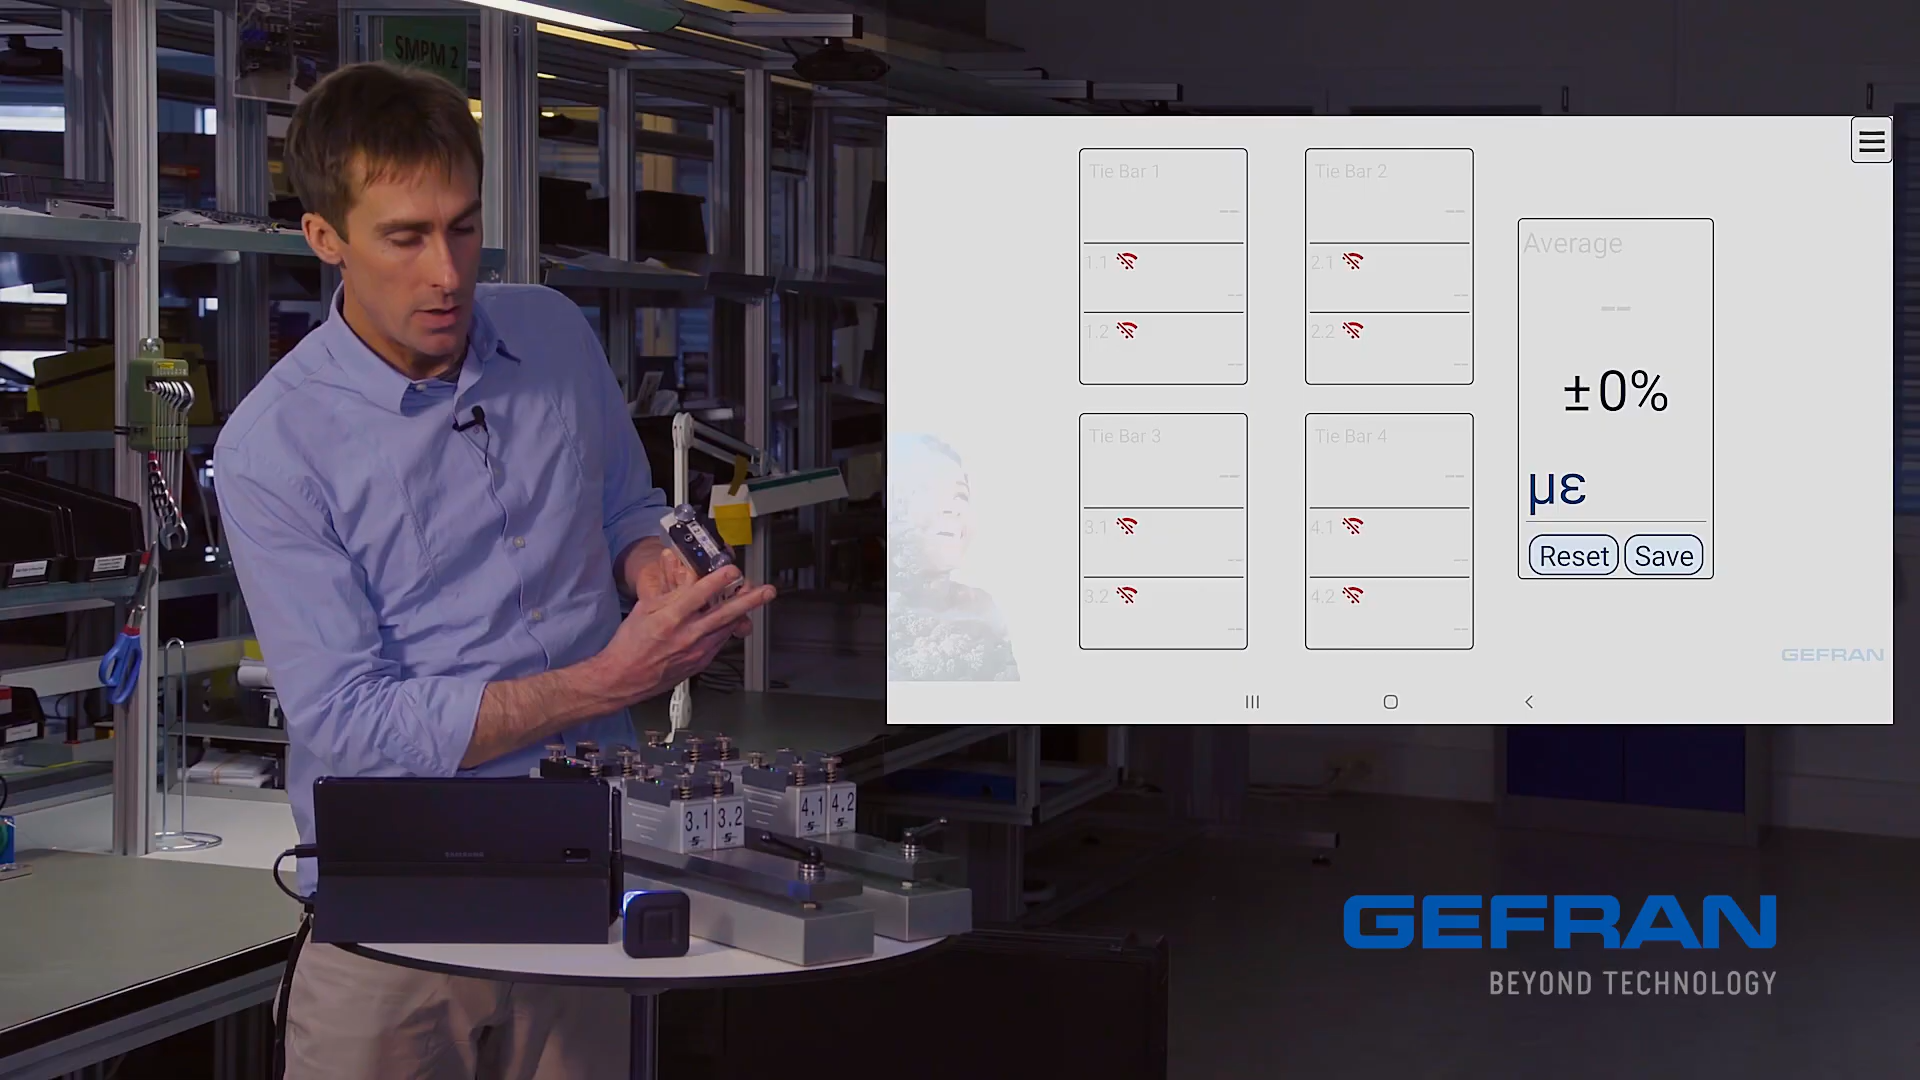 SMPM 2
Tie Bar 1
--
1.1
--
1.2
--
Tie Bar 2
--
2.1
--
2.2
--
Tie Bar 3
--
3.1
--
3.2
--
Tie Bar 4
--
4.1
--
4.2
--
Average
--
±0%
με
Reset Save
GEFRAN
SAMSUNG
3.1 3.2
4.1 4.2
GEFRAN
BEYOND TECHNOLOGY